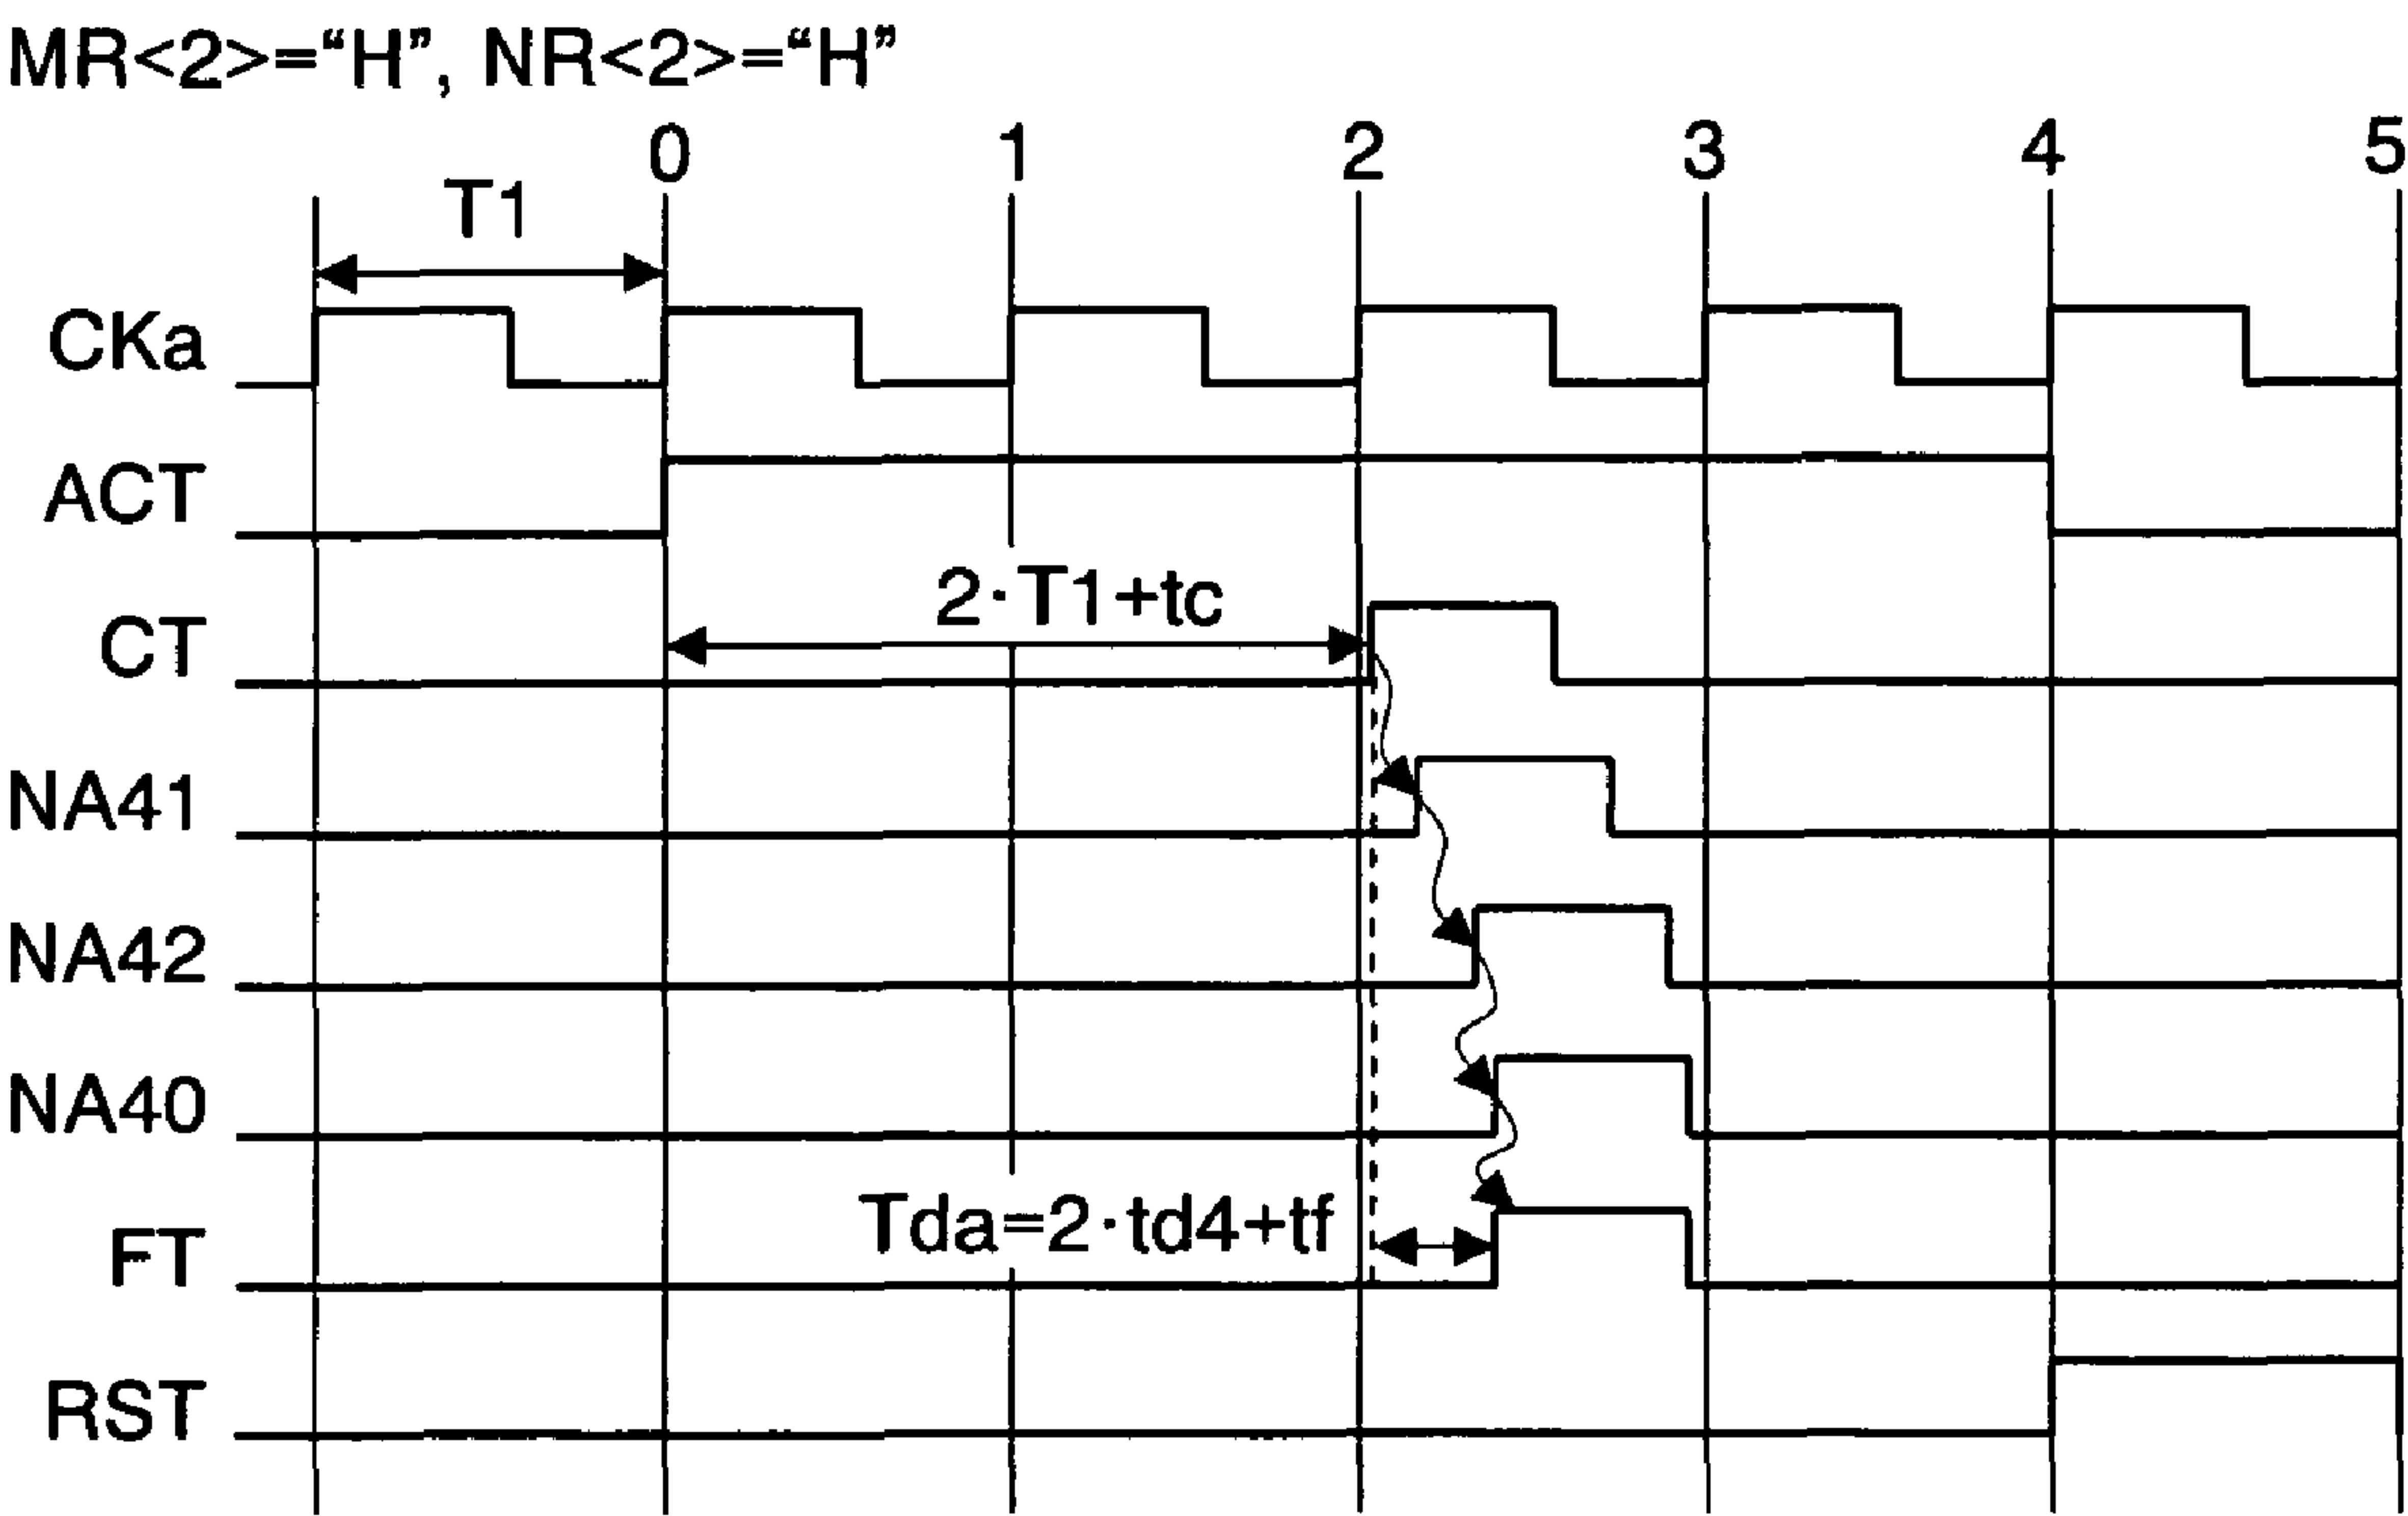 MR<2>=“H”, NR<2>=“H”
0 1 2 3 4 5
T1
CKa
ACT
2·T1+tc
CT
NA41
NA42
NA40
Tda=2·td4+tf
FT
RST